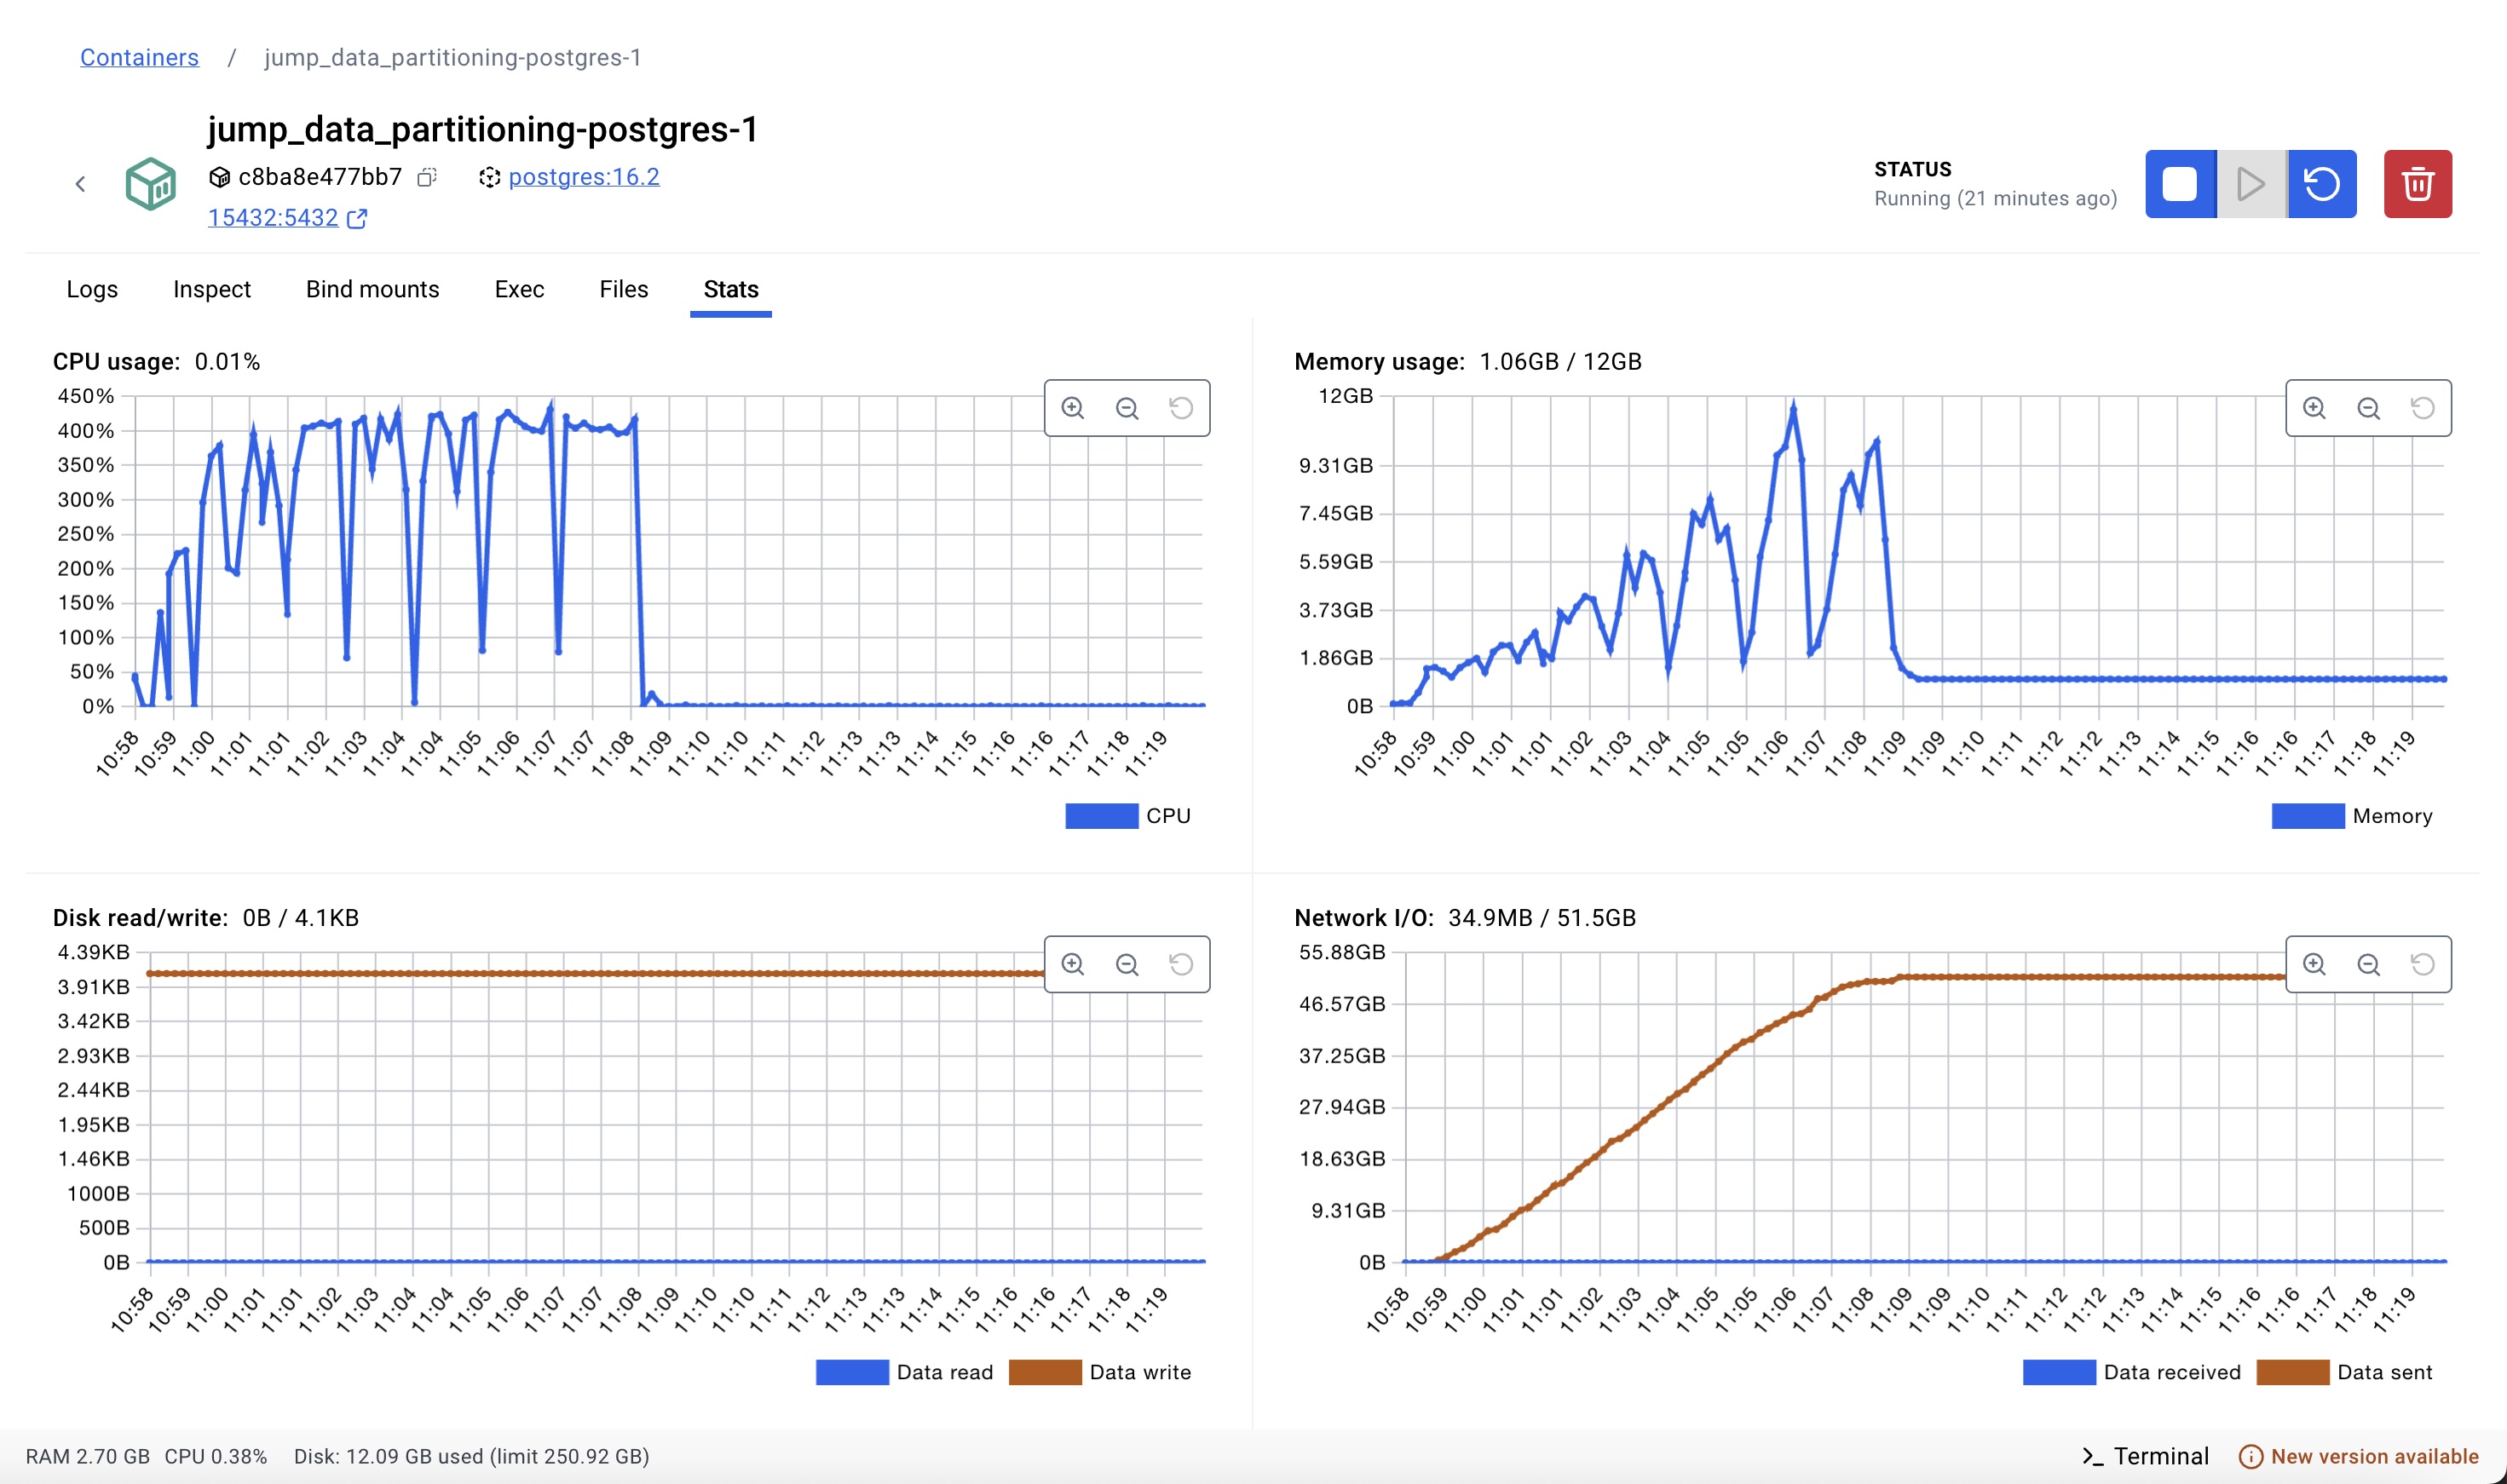 Containers / jump_data_partitioning-postgres-1
jump_data_partitioning-postgres-1
c8ba8e477bb7 postgres:16.2
15432:5432
STATUS
Running (21 minutes ago)
Logs Inspect Bind mounts Exec Files Stats
CPU usage: 0.01%
450%
400%
350%
300%
250%
200%
150%
100%
50%
0%
10:58 10:59 11:00 11:01 11:01 11:02 11:03 11:04 11:04 11:05 11:06 11:07 11:07 11:08 11:09 11:10 11:10 11:11 11:12 11:13 11:13 11:14 11:15 11:16 11:16 11:17 11:18 11:19
CPU
Memory usage: 1.06GB / 12GB
12GB
9.31GB
7.45GB
5.59GB
3.73GB
1.86GB
0B
10:58 10:59 11:00 11:01 11:01 11:02 11:03 11:04 11:05 11:05 11:06 11:07 11:08 11:09 11:09 11:10 11:11 11:12 11:12 11:13 11:14 11:15 11:16 11:16 11:17 11:18 11:19
Memory
Disk read/write: 0B / 4.1KB
4.39KB
3.91KB
3.42KB
2.93KB
2.44KB
1.95KB
1.46KB
1000B
500B
0B
10:58 10:59 11:00 11:01 11:01 11:02 11:03 11:04 11:04 11:05 11:06 11:07 11:07 11:08 11:09 11:10 11:10 11:11 11:12 11:13 11:13 11:14 11:15 11:16 11:16 11:17 11:18 11:19
Data read Data write
Network I/O: 34.9MB / 51.5GB
55.88GB
46.57GB
37.25GB
27.94GB
18.63GB
9.31GB
0B
10:58 10:59 11:00 11:01 11:01 11:02 11:03 11:04 11:05 11:05 11:06 11:07 11:08 11:09 11:09 11:10 11:11 11:12 11:12 11:13 11:14 11:15 11:16 11:16 11:17 11:18 11:19
Data received Data sent
RAM 2.70 GB CPU 0.38% Disk: 12.09 GB used (limit 250.92 GB)
>_ Terminal New version available